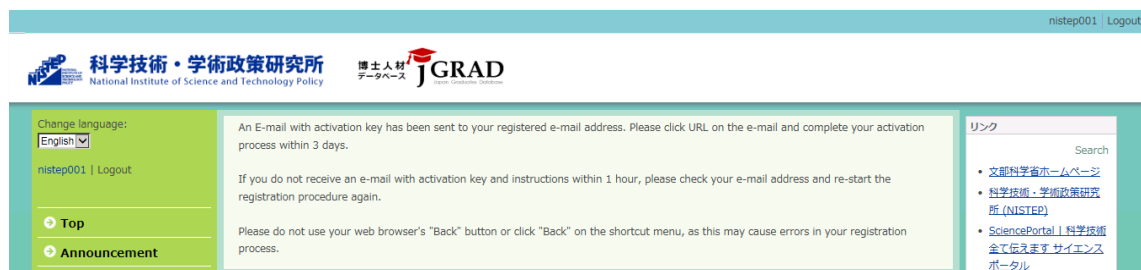 nistep001 | Logout
NISTEP
科学技術・学術政策研究所
National Institute of Science and Technology Policy
博士人材
データベース
JGRAD
Japan Graduates Database
Change language:
English
nistep001 | Logout
Top
Announcement
An E-mail with activation key has been sent to your registered e-mail address. Please click URL on the e-mail and complete your activation
process within 3 days.
If you do not receive an e-mail with activation key and instructions within 1 hour, please check your e-mail address and re-start the
registration procedure again.
Please do not use your web browser's "Back" button or click "Back" on the shortcut menu, as this may cause errors in your registration
process.
リンク
Search
文部科学省ホームページ
科学技術・学術政策研究
所 (NISTEP)
SciencePortal | 科学技術
全て伝えます サイエンス
ポータル